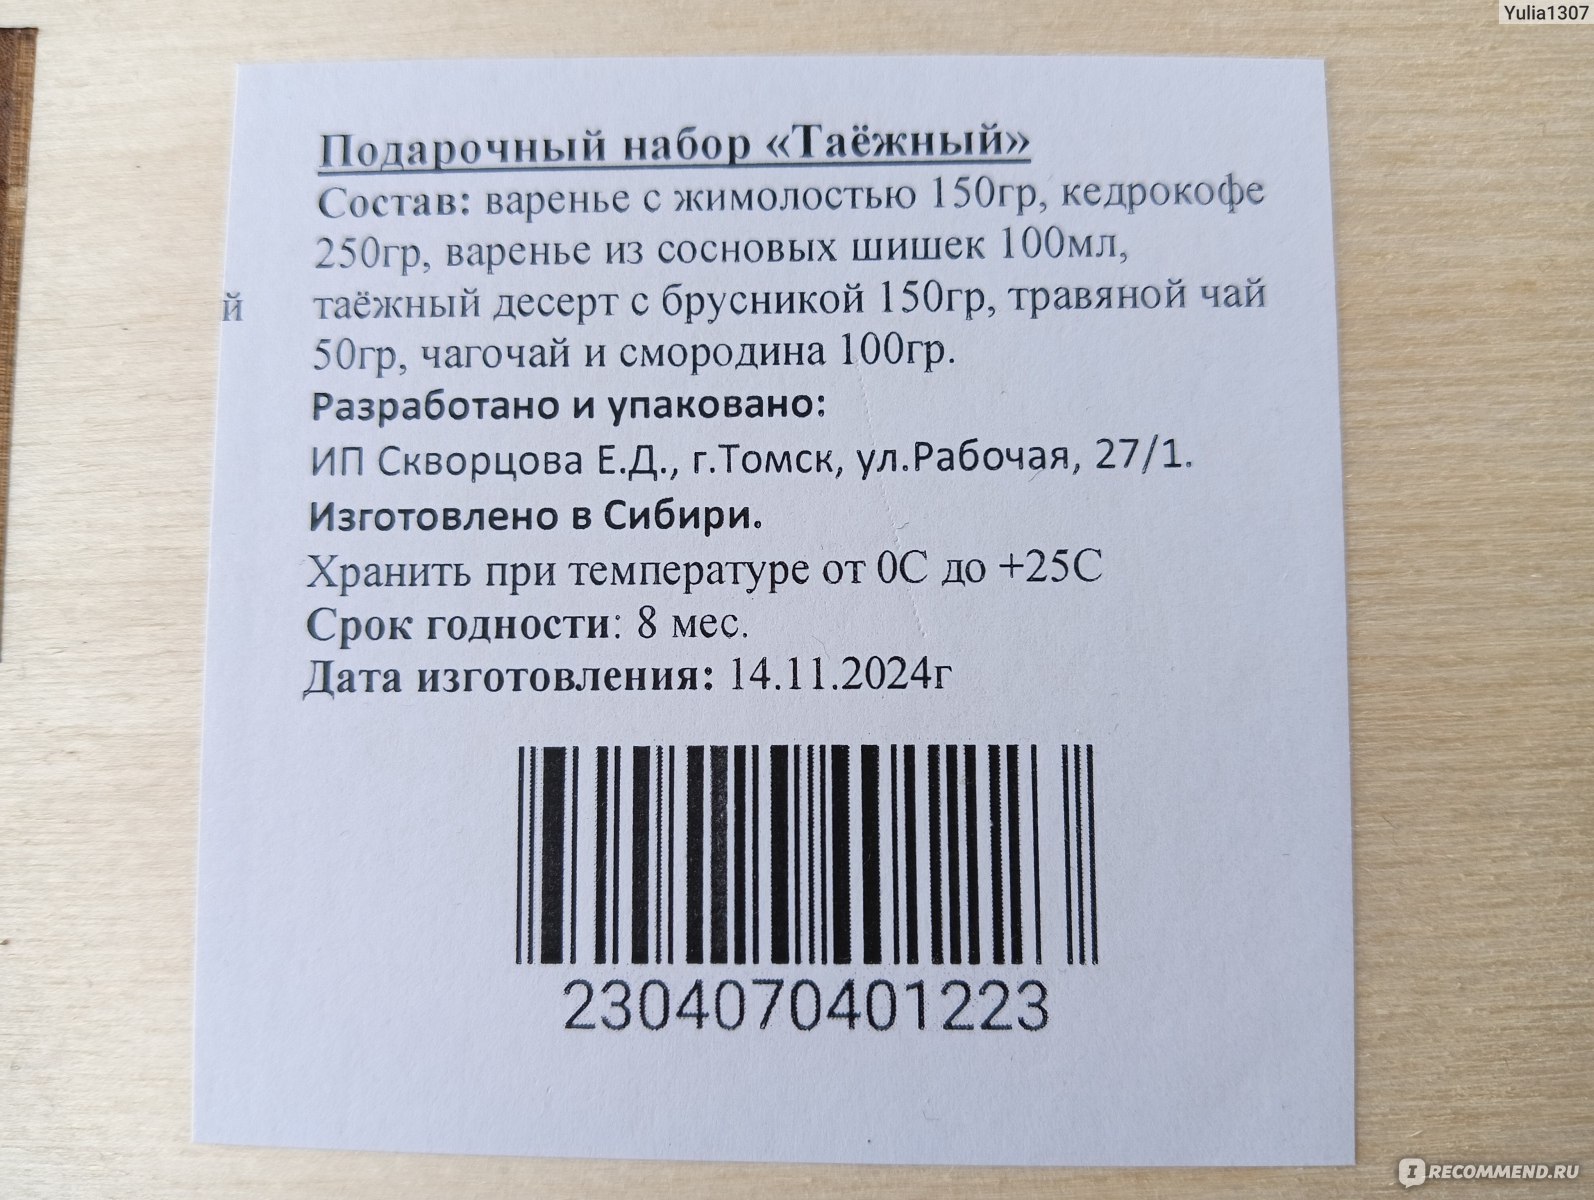 Yulia1307
Подарочный набор «Таёжный»
Состав: варенье с жимолостью 150гр, кедрокофе
250гр, варенье из сосновых шишек 100мл,
й
таёжный десерт с брусникой 150гр, травяной чай
50гр, чагочай и смородина 100гр.
Разработано и упаковано:
ИП Скворцова Е.Д., г.Томск, ул.Рабочая, 27/1.
Изготовлено в Сибири.
Хранить при температуре от 0С до +25С
Срок годности: 8 мес.
Дата изготовления: 14.11.2024г
2304070401223
I RECOMMEND.RU